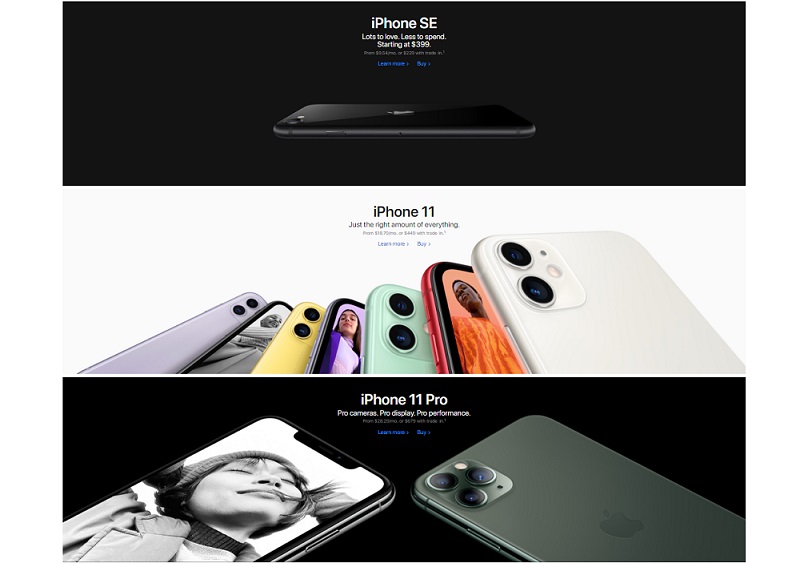 iPhone SE
Lots to love. Less to spend.
Starting at $399.
From $9.54/mo. or $229 with trade-in.¹
Learn more > Buy >
iPhone 11
Just the right amount of everything.
From $18.70/mo. or $449 with trade-in.¹
Learn more > Buy >
iPhone 11 Pro
Pro cameras. Pro display. Pro performance.
From $28.29/mo. or $679 with trade-in.¹
Learn more > Buy >